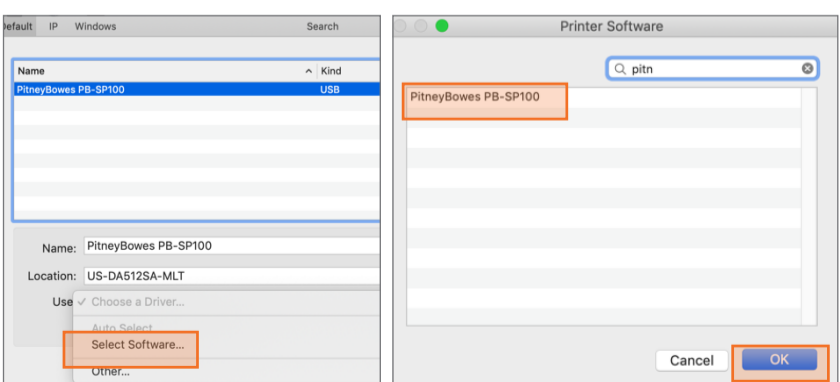 Default IP Windows Search
Name Kind
PitneyBowes PB-SP100 USB
Name: PitneyBowes PB-SP100
Location: US-DA512SA-MLT
Use ✓ Choose a Driver...
Auto Select
Select Software...
Other...
Printer Software
pitn
PitneyBowes PB-SP100
Cancel OK